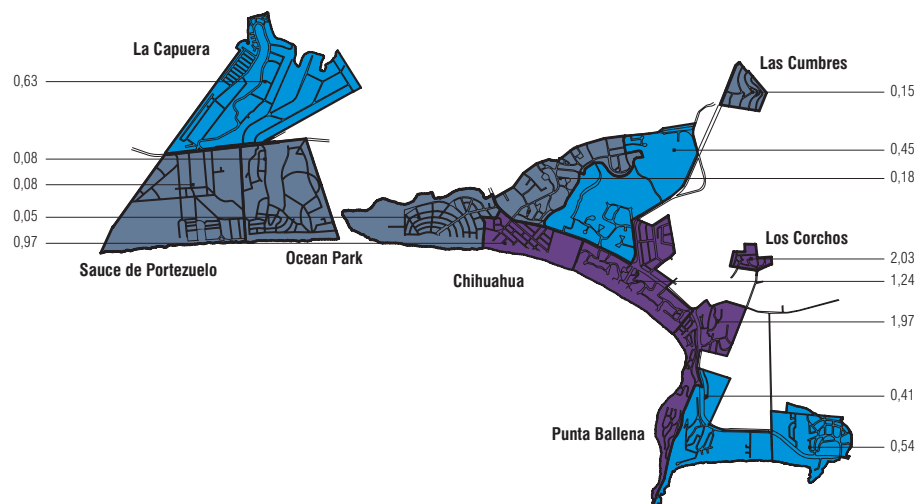 La Capuera
Las Cumbres
0,63
0,15
0,45
0,08
0,18
0,08
0,05
0,97
Los Corchos
Ocean Park
2,03
Sauce de Portezuelo
Chihuahua
1,24
1,97
0,41
Punta Ballena
0,54